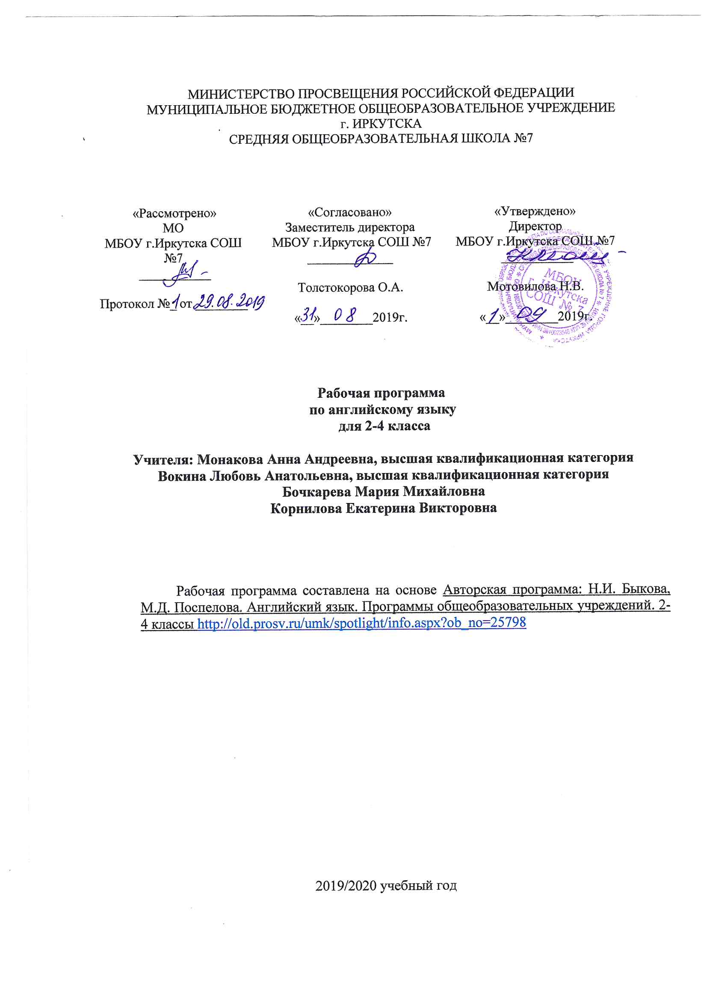 МИНИСТЕРСТВО ПРОСВЕЩЕНИЯ РОССИЙСКОЙ ФЕДЕРАЦИИ
МУНИЦИПАЛЬНОЕ БЮДЖЕТНОЕ ОБЩЕОБРАЗОВАТЕЛЬНОЕ УЧРЕЖДЕНИЕ
г. ИРКУТСКА
СРЕДНЯЯ ОБЩЕОБРАЗОВАТЕЛЬНАЯ ШКОЛА №7
«Рассмотрено»
МО
МБОУ г.Иркутска СОШ
№7
Протокол № 1 от 29.08.2019
«Согласовано»
Заместитель директора
МБОУ г.Иркутска СОШ №7
Толстокорова О.А.
«31» 08 2019г.
«Утверждено»
Директор
МБОУ г.Иркутска СОШ №7
Мотовилова Н.В.
«1» 09 2019г.
МБОУ
г. Иркутска
СОШ № 7
Рабочая программа
по английскому языку
для 2-4 класса
Учителя: Монакова Анна Андреевна, высшая квалификационная категория
Вокина Любовь Анатольевна, высшая квалификационная категория
Бочкарева Мария Михайловна
Корнилова Екатерина Викторовна
Рабочая программа составлена на основе Авторская программа: Н.И. Быкова,
М.Д. Поспелова. Английский язык. Программы общеобразовательных учреждений. 2-
4 классы http://old.prosv.ru/umk/spotlight/info.aspx?ob_no=25798
2019/2020 учебный год